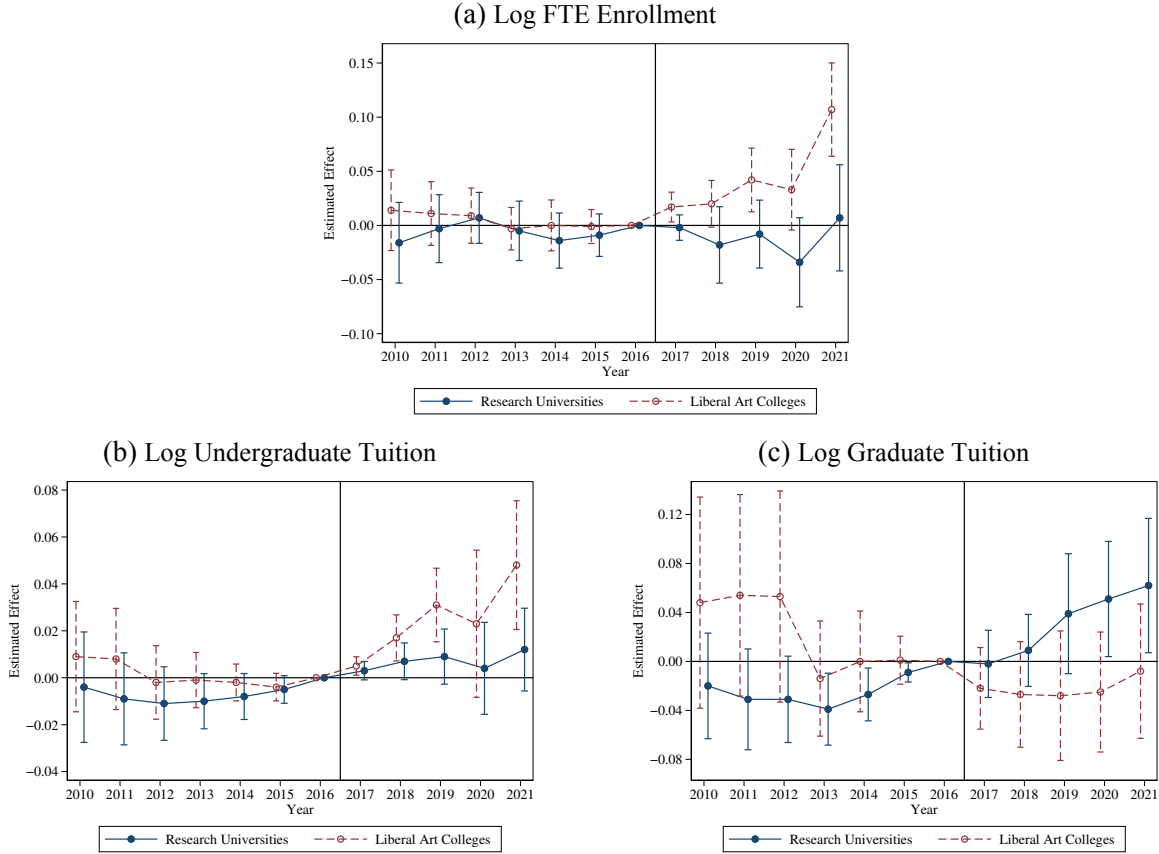 (a) Log FTE Enrollment
Estimated Effect
0.15
0.10
0.05
0.00
−0.05
−0.10
2010 2011 2012 2013 2014 2015 2016 2017 2018 2019 2020 2021
Year
Research Universities Liberal Art Colleges
(b) Log Undergraduate Tuition
Estimated Effect
0.08
0.06
0.04
0.02
0.00
−0.02
−0.04
2010 2011 2012 2013 2014 2015 2016 2017 2018 2019 2020 2021
Year
Research Universities Liberal Art Colleges
(c) Log Graduate Tuition
Estimated Effect
0.12
0.08
0.04
0.00
−0.04
−0.08
2010 2011 2012 2013 2014 2015 2016 2017 2018 2019 2020 2021
Year
Research Universities Liberal Art Colleges